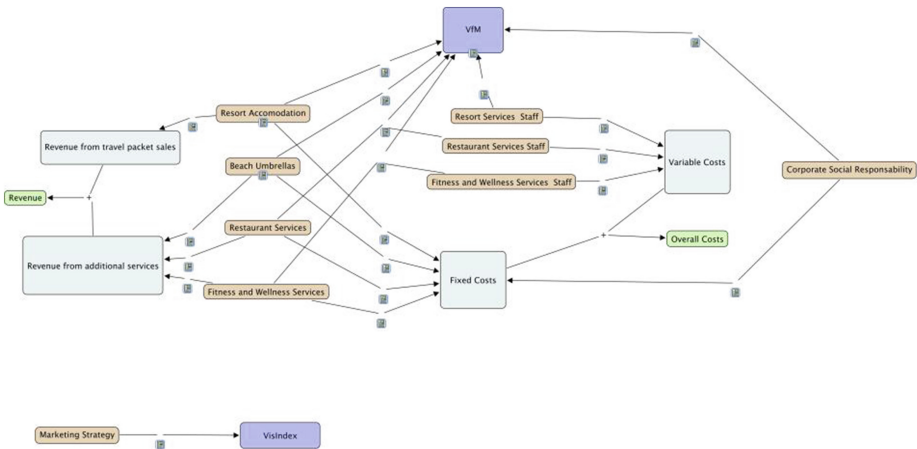 VfM
Resort Accomodation
Resort Services Staff
Revenue from travel packet sales
Restaurant Services Staff
Beach Umbrellas
Variable Costs
Corporate Social Responsability
Fitness and Wellness Services Staff
Revenue
+
Restaurant Services
+
Overall Costs
Revenue from additional services
Fixed Costs
Fitness and Wellness Services
Marketing Strategy
VisIndex